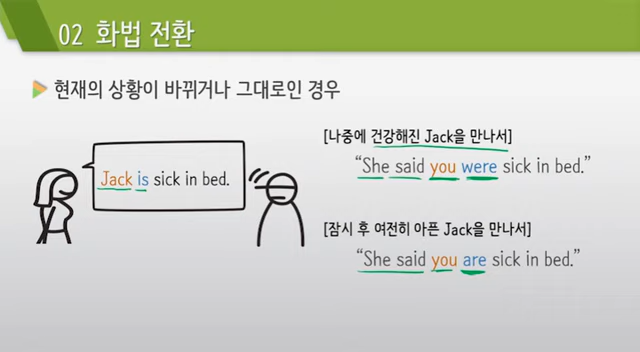 02 화법 전환
현재의 상황이 바뀌거나 그대로인 경우
Jack is sick in bed.
[나중에 건강해진 Jack을 만나서]
“She said you were sick in bed.”
[잠시 후 여전히 아픈 Jack을 만나서]
“She said you are sick in bed.”